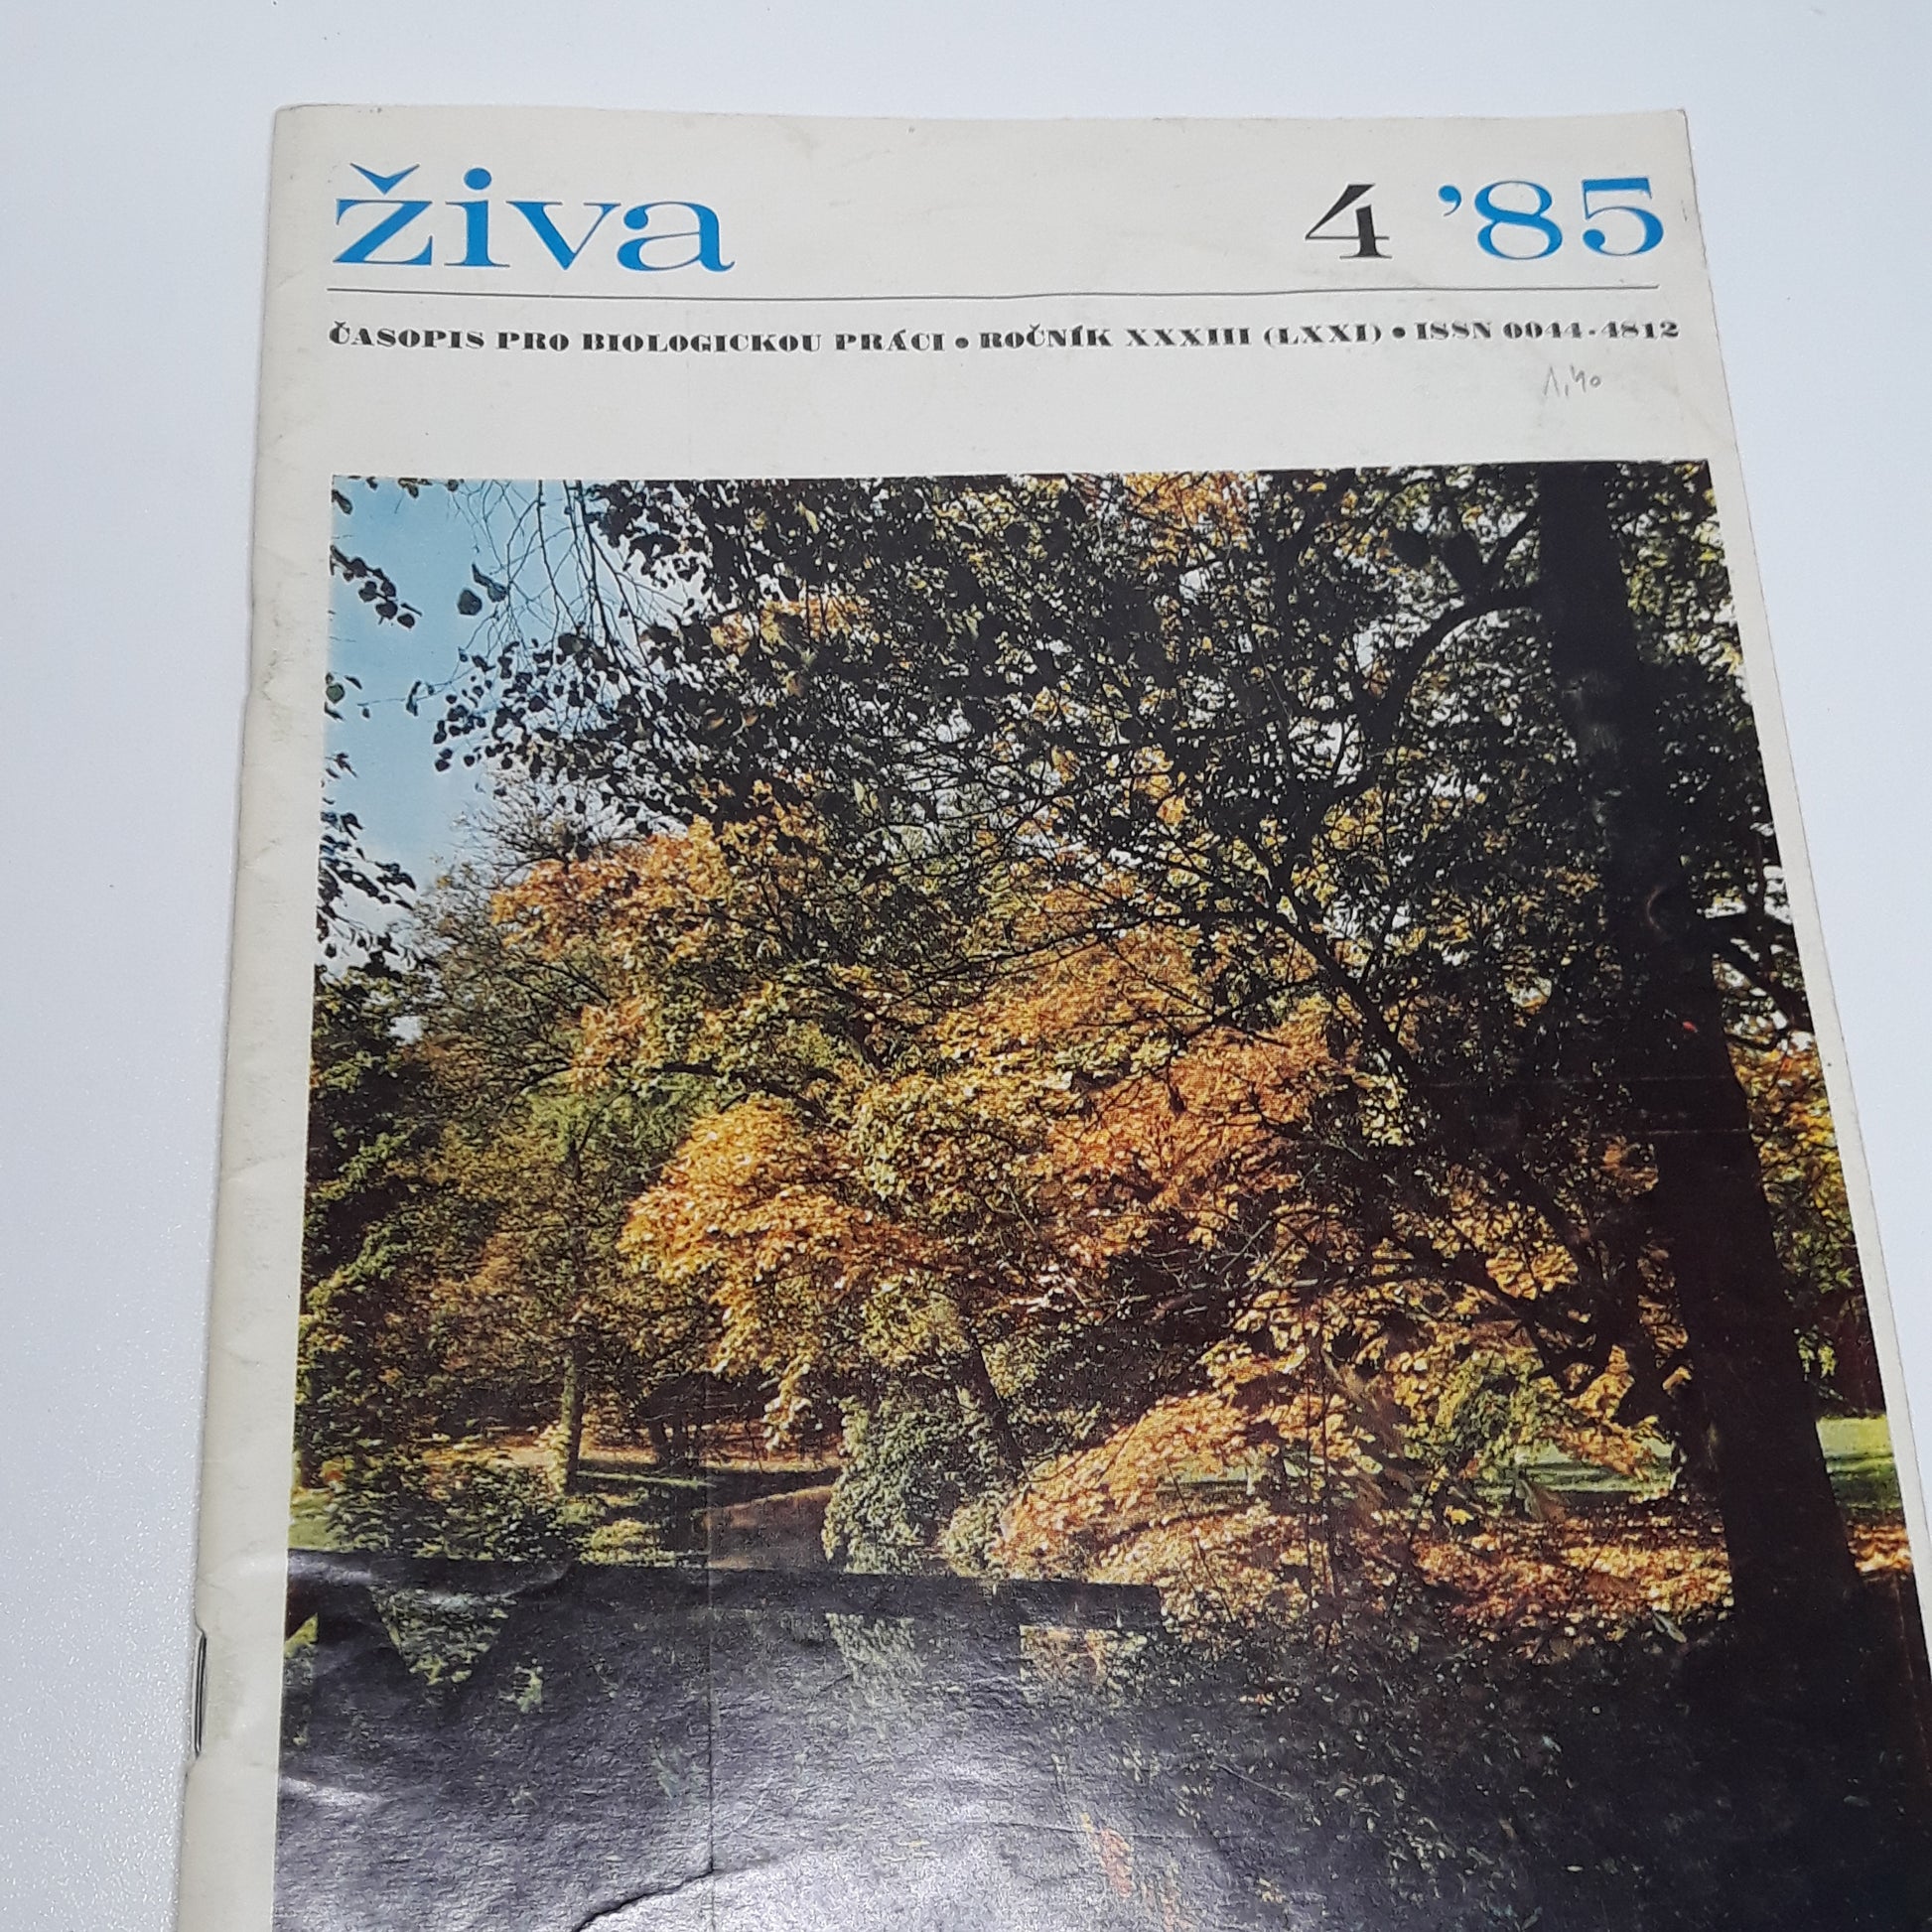 živa 4 '85
ČASOPIS PRO BIOLOGICKOU PRÁCI • ROČNÍK XXXIII (LXXI) • ISSN 0044-4812
1,40